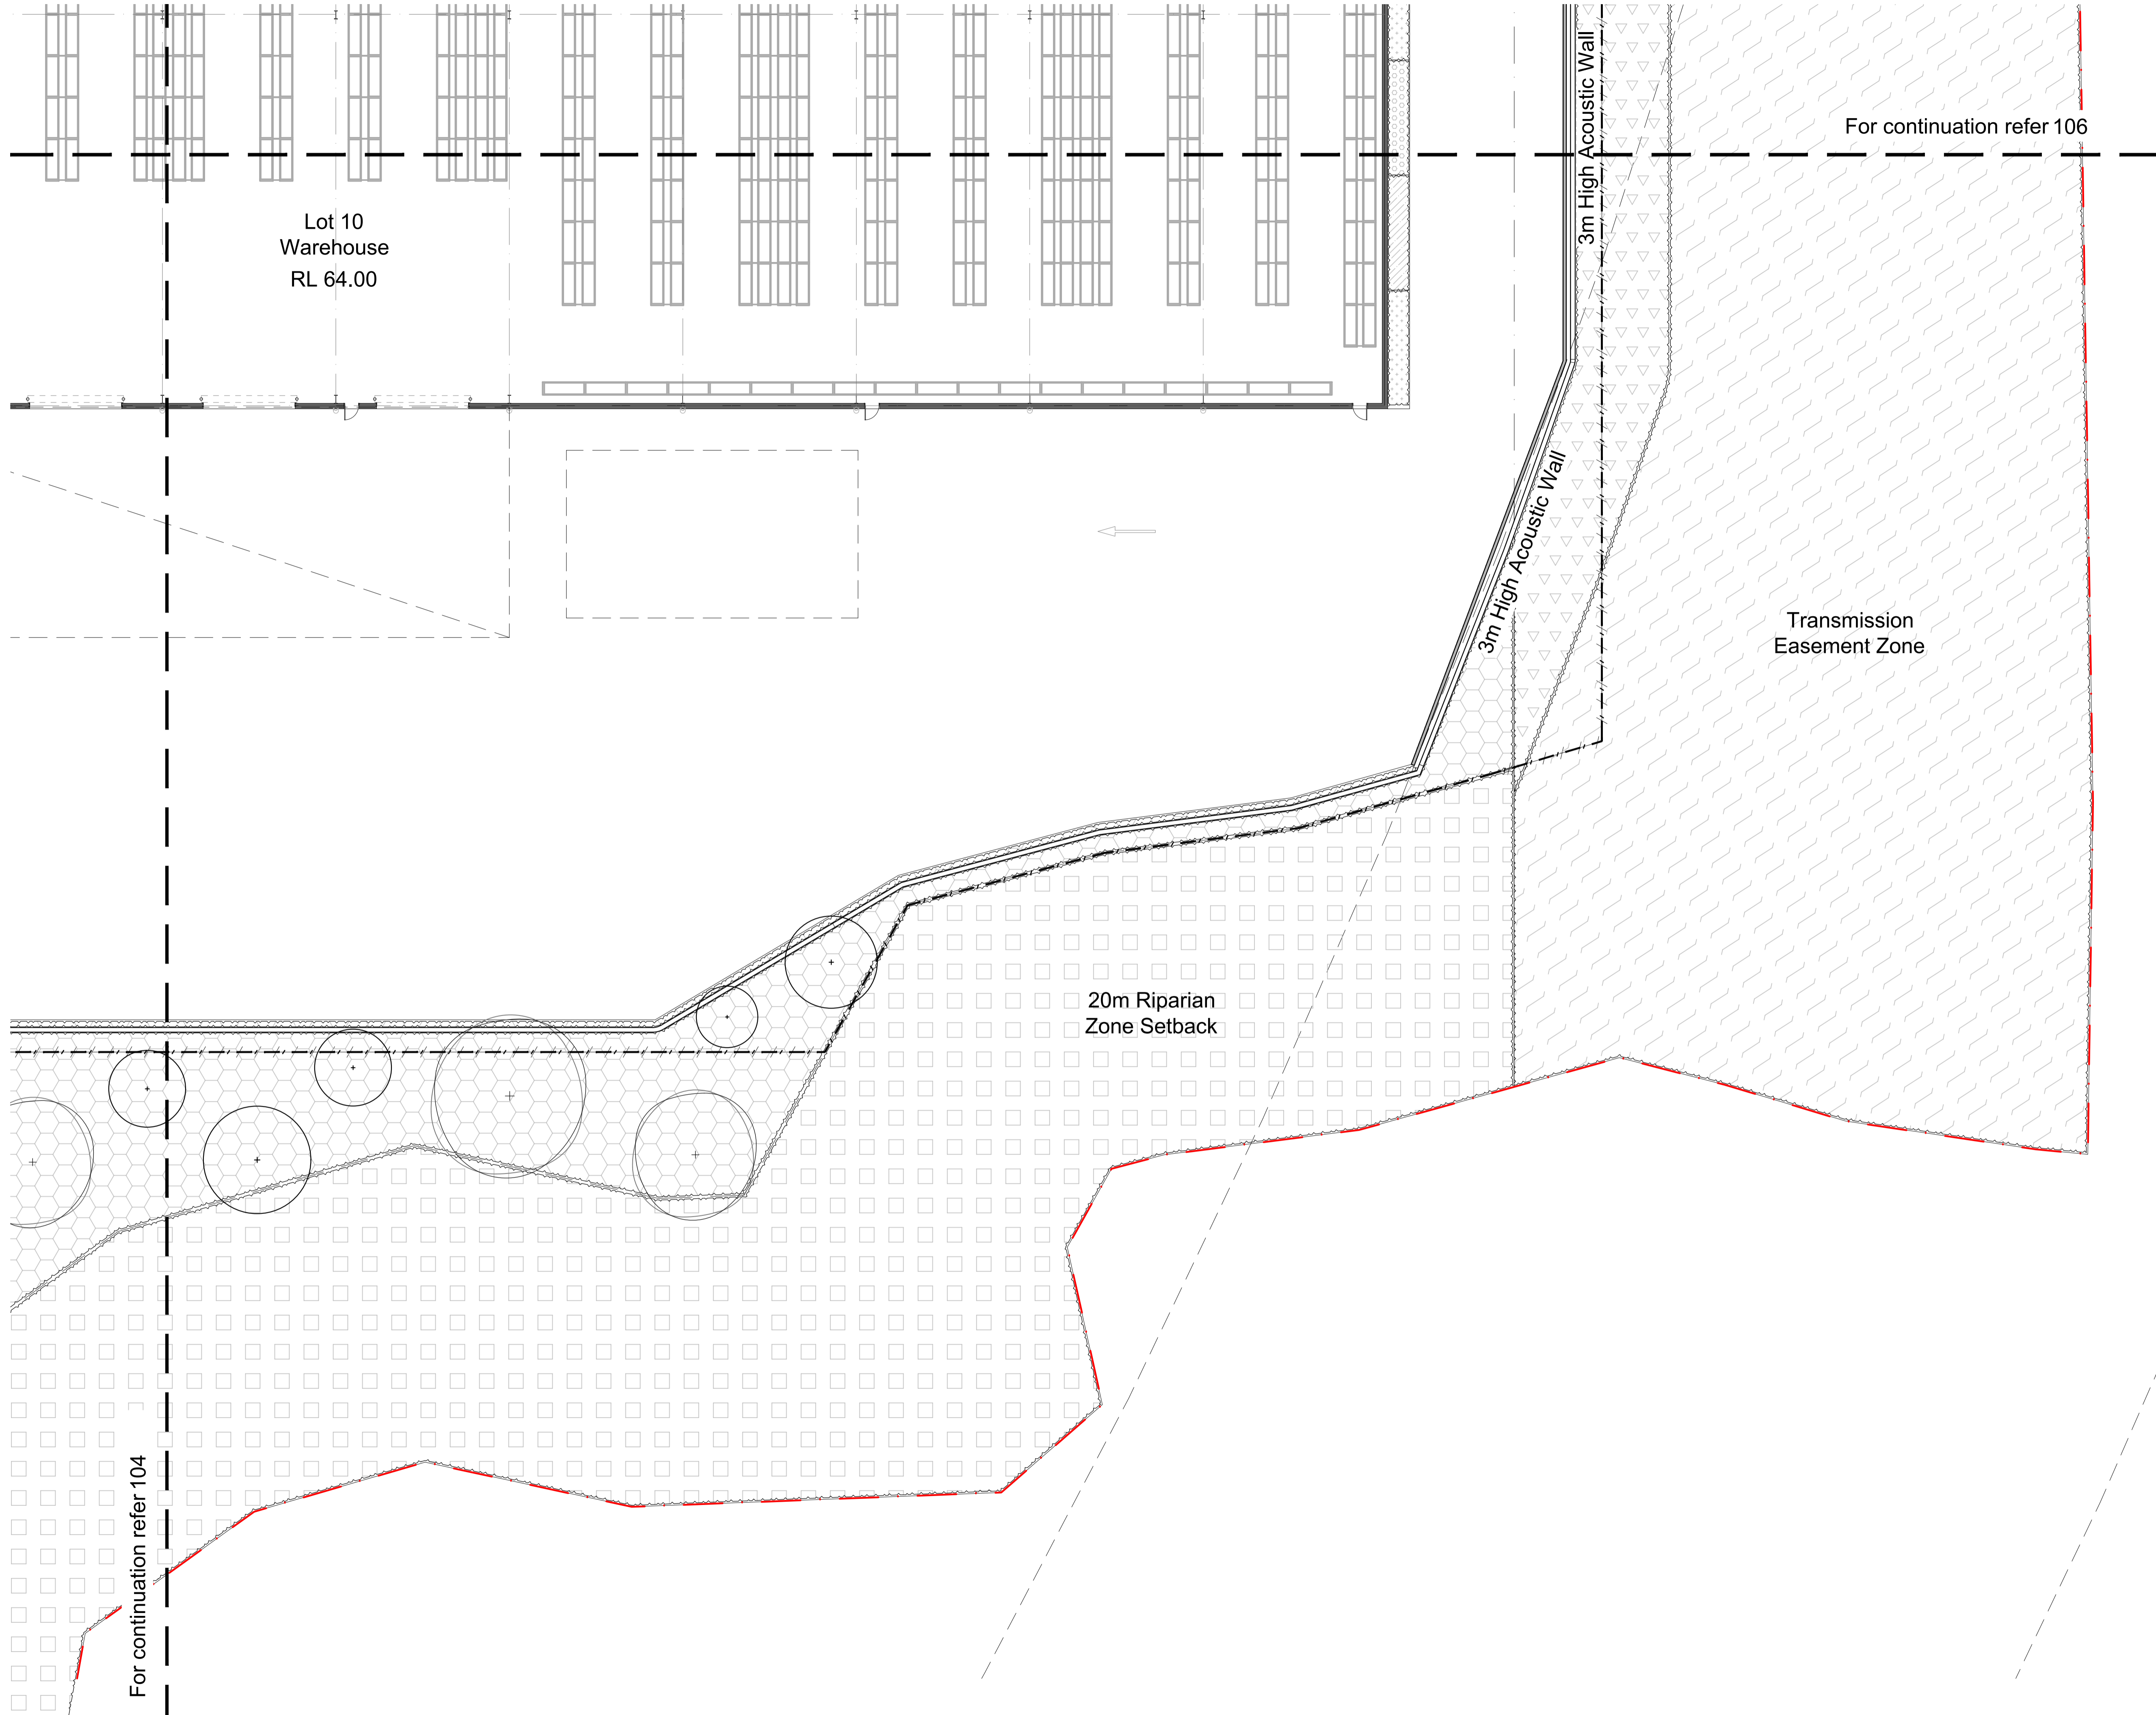 3m High Acoustic Wall
For continuation refer 106
Lot 10
Warehouse
RL 64.00
3m High Acoustic Wall
Transmission
Easement Zone
20m Riparian
Zone Setback
For continuation refer 104